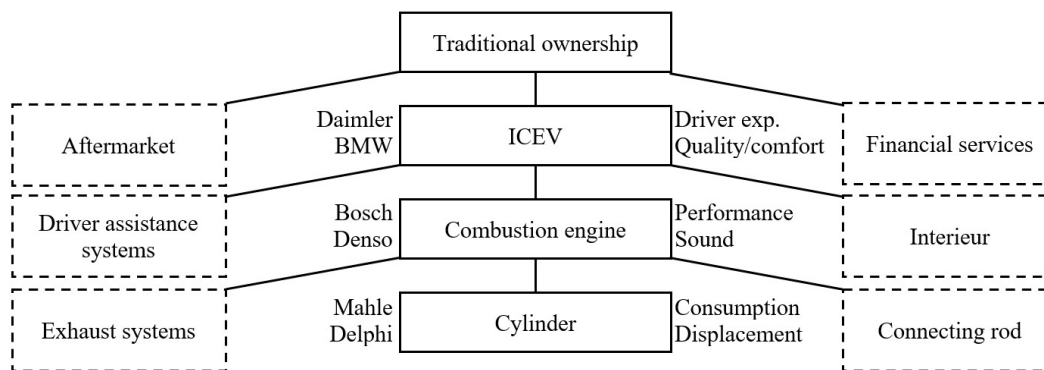 Traditional ownership
Aftermarket
Daimler
BMW
ICEV
Driver exp.
Quality/comfort
Financial services
Driver assistance
systems
Bosch
Denso
Combustion engine
Performance
Sound
Interieur
Exhaust systems
Mahle
Delphi
Cylinder
Consumption
Displacement
Connecting rod